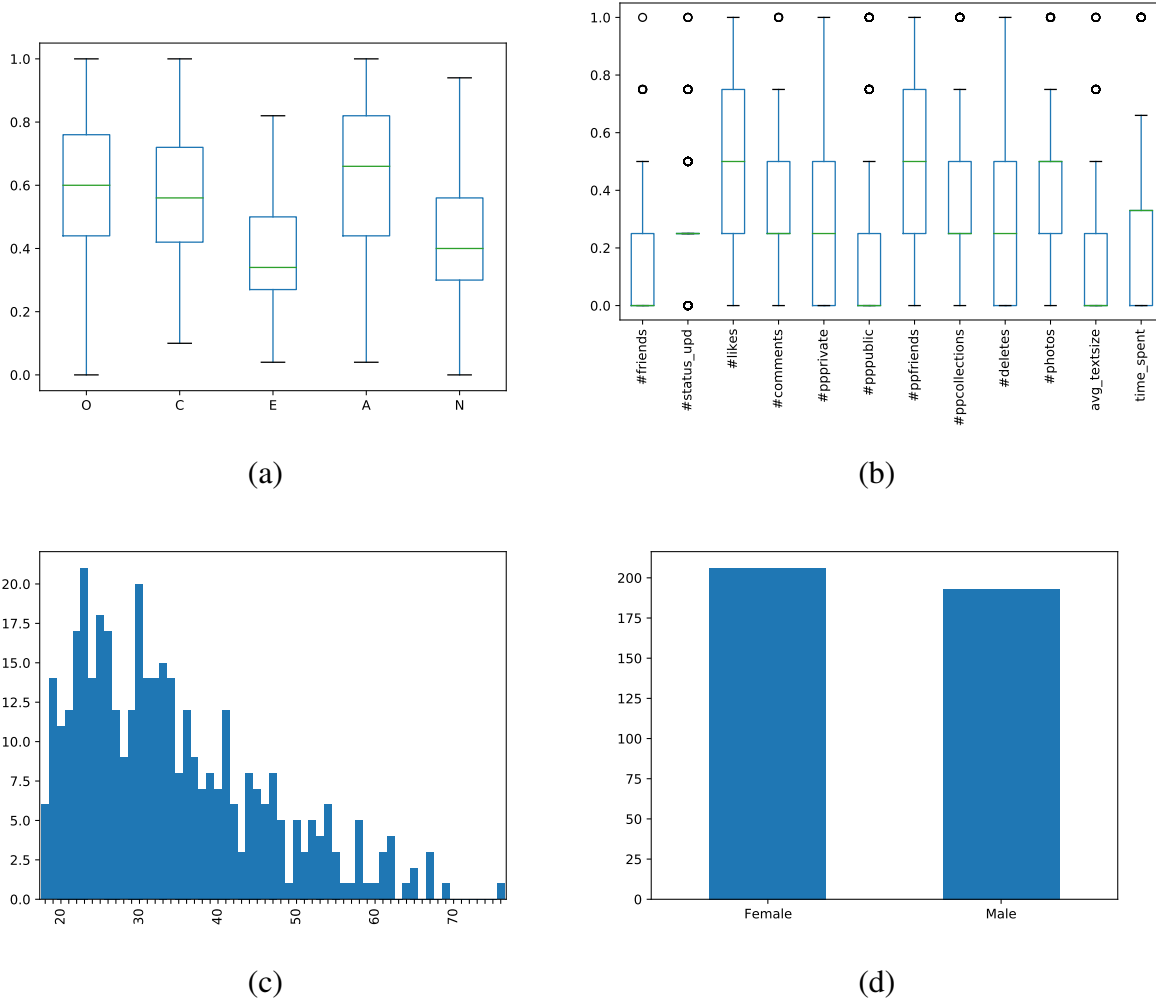 1.0
0.8
0.6
0.4
0.2
0.0
O C E A N
(a)
1.0
0.8
0.6
0.4
0.2
0.0
#friends
#status_upd
#likes
#comments
#ppprivate
#pppublic
#ppfriends
#ppcollections
#deletes
#photos
avg_textsize
time_spent
(b)
20.0
17.5
15.0
12.5
10.0
7.5
5.0
2.5
0.0
20 30 40 50 60 70
(c)
200
175
150
125
100
75
50
25
0
Female Male
(d)